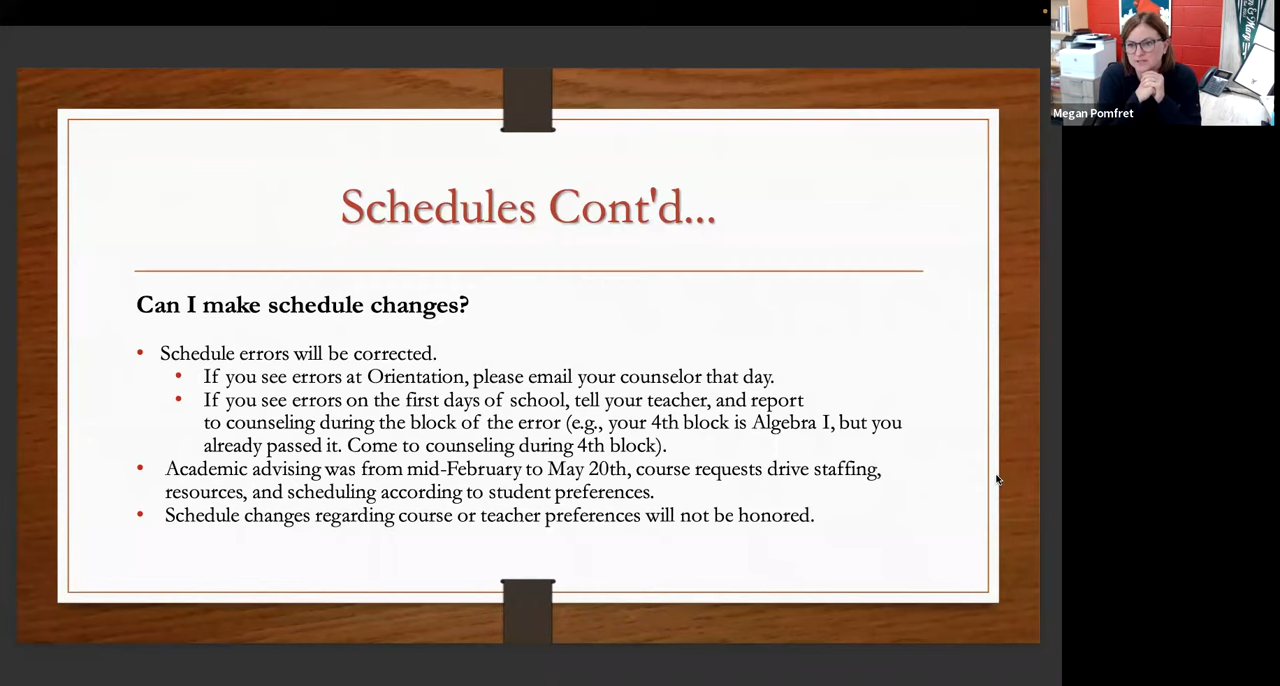 Schedules Cont'd...
Can I make schedule changes?
• Schedule errors will be corrected.
• If you see errors at Orientation, please email your counselor that day.
• If you see errors on the first days of school, tell your teacher, and report
to counseling during the block of the error (e.g., your 4th block is Algebra I, but you
already passed it. Come to counseling during 4th block).
• Academic advising was from mid-February to May 20th, course requests drive staffing,
resources, and scheduling according to student preferences.
• Schedule changes regarding course or teacher preferences will not be honored.
Megan Pomfret